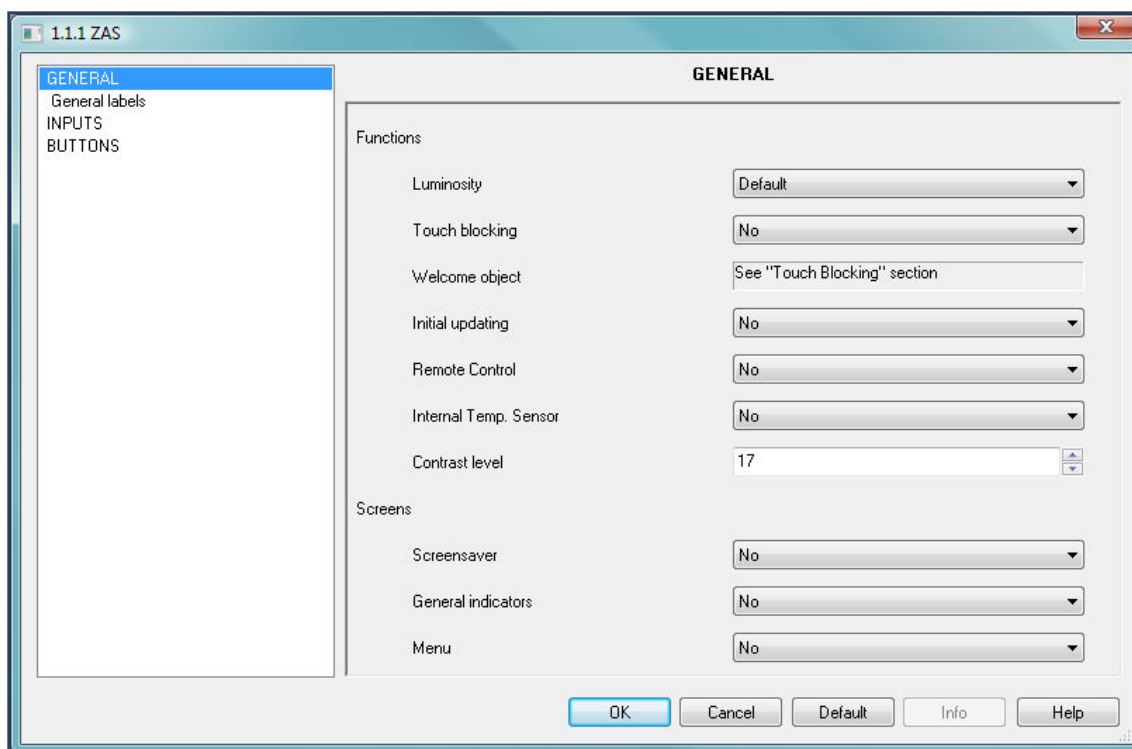 1.1.1 ZAS
GENERAL
General labels
INPUTS
BUTTONS
GENERAL
Functions
Luminosity Default
Touch blocking No
Welcome object See "Touch Blocking" section
Initial updating No
Remote Control No
Internal Temp. Sensor No
Contrast level 17
Screens
Screensaver No
General indicators No
Menu No
OK Cancel Default Info Help